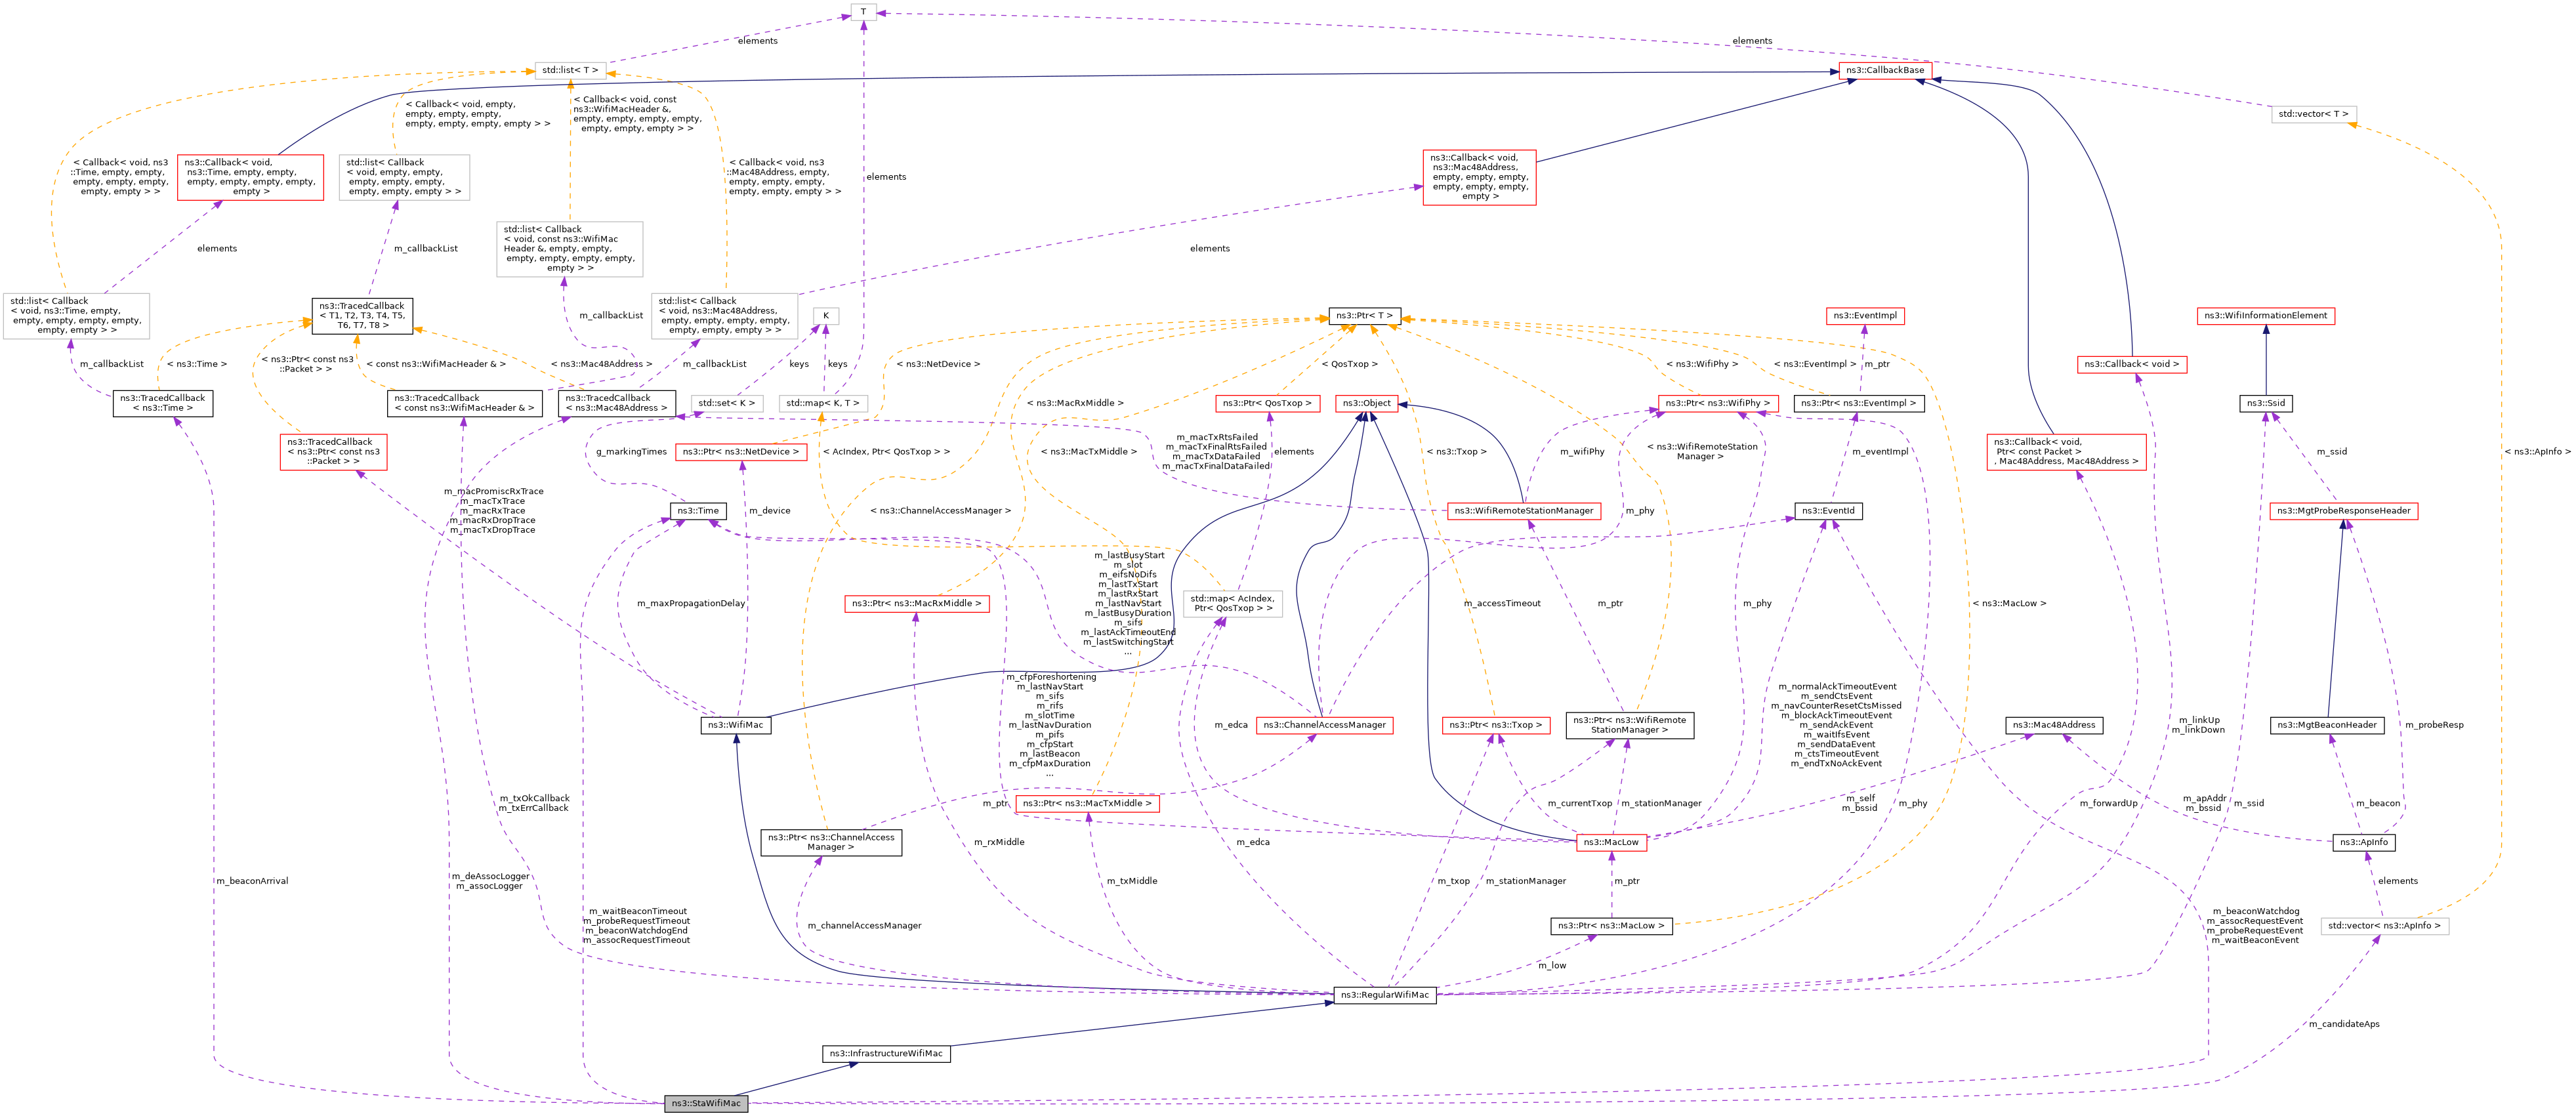 T
elements
elements
std::list< T >
ns3::CallbackBase
std::vector< T >
< Callback< void, empty,
empty, empty, empty,
empty, empty, empty, empty > >
< Callback< void, const
ns3::WifiMacHeader &,
empty, empty, empty, empty,
empty, empty, empty > >
< Callback< void, ns3
::Time, empty, empty,
empty, empty, empty,
empty, empty > >
ns3::Callback< void,
ns3::Time, empty, empty,
empty, empty, empty, empty,
empty >
std::list< Callback
< void, empty, empty,
empty, empty, empty,
empty, empty, empty > >
< Callback< void, ns3
::Mac48Address, empty,
empty, empty, empty,
empty, empty, empty > >
elements
ns3::Callback< void,
ns3::Mac48Address,
empty, empty, empty,
empty, empty, empty,
empty >
elements
m_callbackList
std::list< Callback
< void, const ns3::WifiMac
Header &, empty, empty,
empty, empty, empty, empty,
empty > >
elements
std::list< Callback
< void, ns3::Time, empty,
empty, empty, empty, empty,
empty, empty > >
ns3::TracedCallback
< T1, T2, T3, T4, T5,
T6, T7, T8 >
m_callbackList
std::list< Callback
< void, ns3::Mac48Address,
empty, empty, empty, empty,
empty, empty, empty > >
K
ns3::Ptr< T >
ns3::EventImpl
ns3::WifiInformationElement
m_callbackList
< ns3::Time >
< ns3::Ptr< const ns3
::Packet > >
< const ns3::WifiMacHeader & >
< ns3::Mac48Address >
m_callbackList
keys
keys
< ns3::NetDevice >
< QosTxop >
< ns3::WifiPhy >
< ns3::EventImpl >
m_ptr
ns3::Callback< void >
ns3::TracedCallback
< ns3::Time >
ns3::TracedCallback
< const ns3::WifiMacHeader & >
ns3::TracedCallback
< ns3::Mac48Address >
std::set< K >
std::map< K, T >
< ns3::MacRxMiddle >
ns3::Ptr< QosTxop >
ns3::Object
ns3::Ptr< ns3::WifiPhy >
ns3::Ptr< ns3::EventImpl >
ns3::Ssid
ns3::TracedCallback
< ns3::Ptr< const ns3
::Packet > >
g_markingTimes
ns3::Ptr< ns3::NetDevice >
< AcIndex, Ptr< QosTxop > >
< ns3::MacTxMiddle >
m_macTxRtsFailed
m_macTxFinalRtsFailed
m_macTxDataFailed
m_macTxFinalDataFailed
elements
< ns3::Txop >
m_wifiPhy
< ns3::WifiRemoteStation
Manager >
m_eventImpl
ns3::Callback< void,
Ptr< const Packet >
, Mac48Address, Mac48Address >
m_ssid
< ns3::ApInfo >
m_macPromiscRxTrace
m_macTxTrace
m_macRxTrace
m_macRxDropTrace
m_macTxDropTrace
ns3::Time
m_device
< ns3::ChannelAccessManager >
ns3::WifiRemoteStationManager
m_phy
ns3::EventId
ns3::MgtProbeResponseHeader
m_maxPropagationDelay
ns3::Ptr< ns3::MacRxMiddle >
m_lastBusyStart
m_slot
m_eifsNoDifs
m_lastTxStart
m_lastRxStart
m_lastNavStart
m_lastBusyDuration
m_sifs
m_lastAckTimeoutEnd
m_lastSwitchingStart
...
std::map< AcIndex,
Ptr< QosTxop > >
m_accessTimeout
m_ptr
m_phy
< ns3::MacLow >
m_cfpForeshortening
m_lastNavStart
m_sifs
m_rifs
m_slotTime
m_lastNavDuration
m_pifs
m_cfpStart
m_lastBeacon
m_cfpMaxDuration
...
m_normalAckTimeoutEvent
m_sendCtsEvent
m_navCounterResetCtsMissed
m_blockAckTimeoutEvent
m_sendAckEvent
m_waitIfsEvent
m_sendDataEvent
m_ctsTimeoutEvent
m_endTxNoAckEvent
ns3::WifiMac
m_edca
ns3::ChannelAccessManager
ns3::Ptr< ns3::Txop >
ns3::Ptr< ns3::WifiRemote
StationManager >
ns3::Mac48Address
m_linkUp
m_linkDown
ns3::MgtBeaconHeader
m_probeResp
m_txOkCallback
m_txErrCallback
m_ptr
ns3::Ptr< ns3::MacTxMiddle >
m_currentTxop
m_stationManager
m_self
m_bssid
m_phy
m_forwardUp
m_ssid
m_apAddr
m_bssid
m_beacon
ns3::Ptr< ns3::ChannelAccess
Manager >
m_rxMiddle
m_edca
ns3::MacLow
ns3::ApInfo
m_beaconArrival
m_deAssocLogger
m_assocLogger
m_txMiddle
m_txop
m_stationManager
m_ptr
elements
m_waitBeaconTimeout
m_probeRequestTimeout
m_beaconWatchdogEnd
m_assocRequestTimeout
m_channelAccessManager
ns3::Ptr< ns3::MacLow >
m_beaconWatchdog
m_assocRequestEvent
m_probeRequestEvent
m_waitBeaconEvent
std::vector< ns3::ApInfo >
m_low
ns3::RegularWifiMac
m_candidateAps
ns3::InfrastructureWifiMac
ns3::StaWifiMac